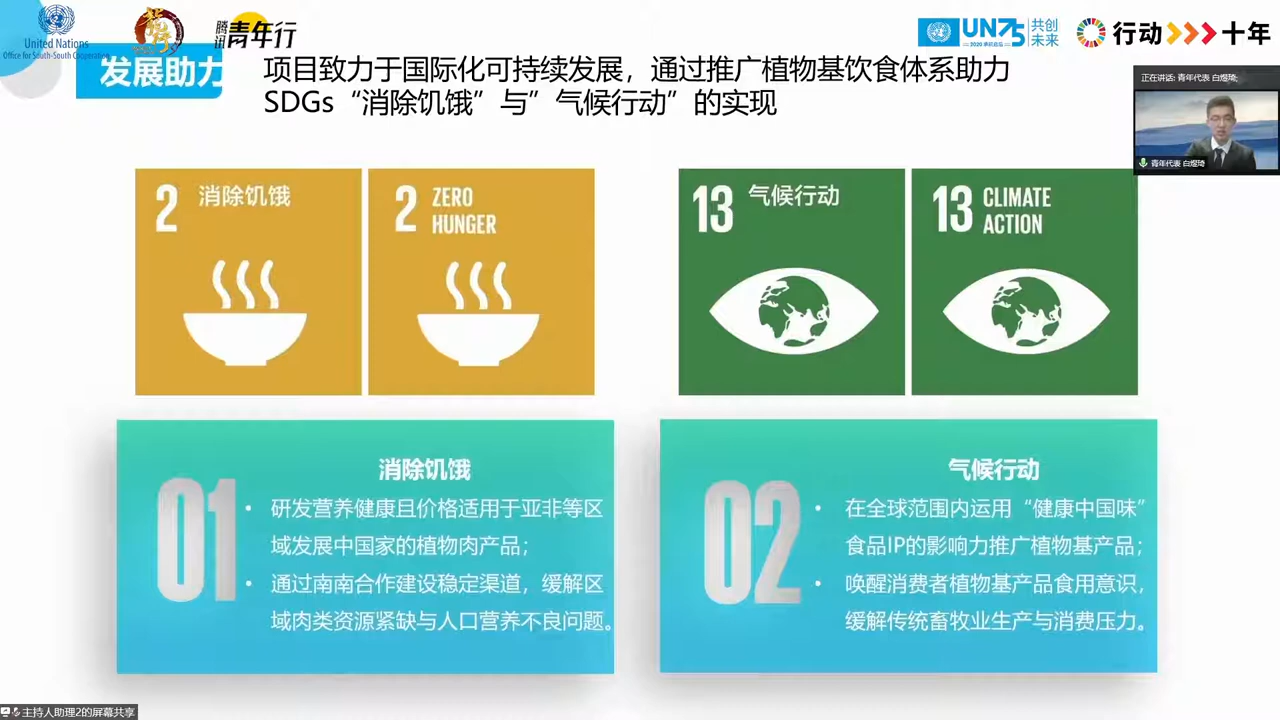 United Nations
Office for South-South Cooperation
腾讯青年行
UN75
2020 承前启后
共创
未来
行动
十年
发展助力
项目致力于国际化可持续发展，通过推广植物基饮食体系助力
SDGs“消除饥饿”与”气候行动”的实现
正在讲话: 青年代表 白煜琦;
青年代表 白煜琦
2 消除饥饿
2 ZERO
HUNGER
13 气候行动
13 CLIMATE
ACTION
01
消除饥饿
• 研发营养健康且价格适用于亚非等区
域发展中国家的植物肉产品；
• 通过南南合作建设稳定渠道，缓解区
域肉类资源紧缺与人口营养不良问题。
02
气候行动
• 在全球范围内运用“健康中国味”
食品IP的影响力推广植物基产品；
• 唤醒消费者植物基产品食用意识，
缓解传统畜牧业生产与消费压力。
主持人助理2的屏幕共享